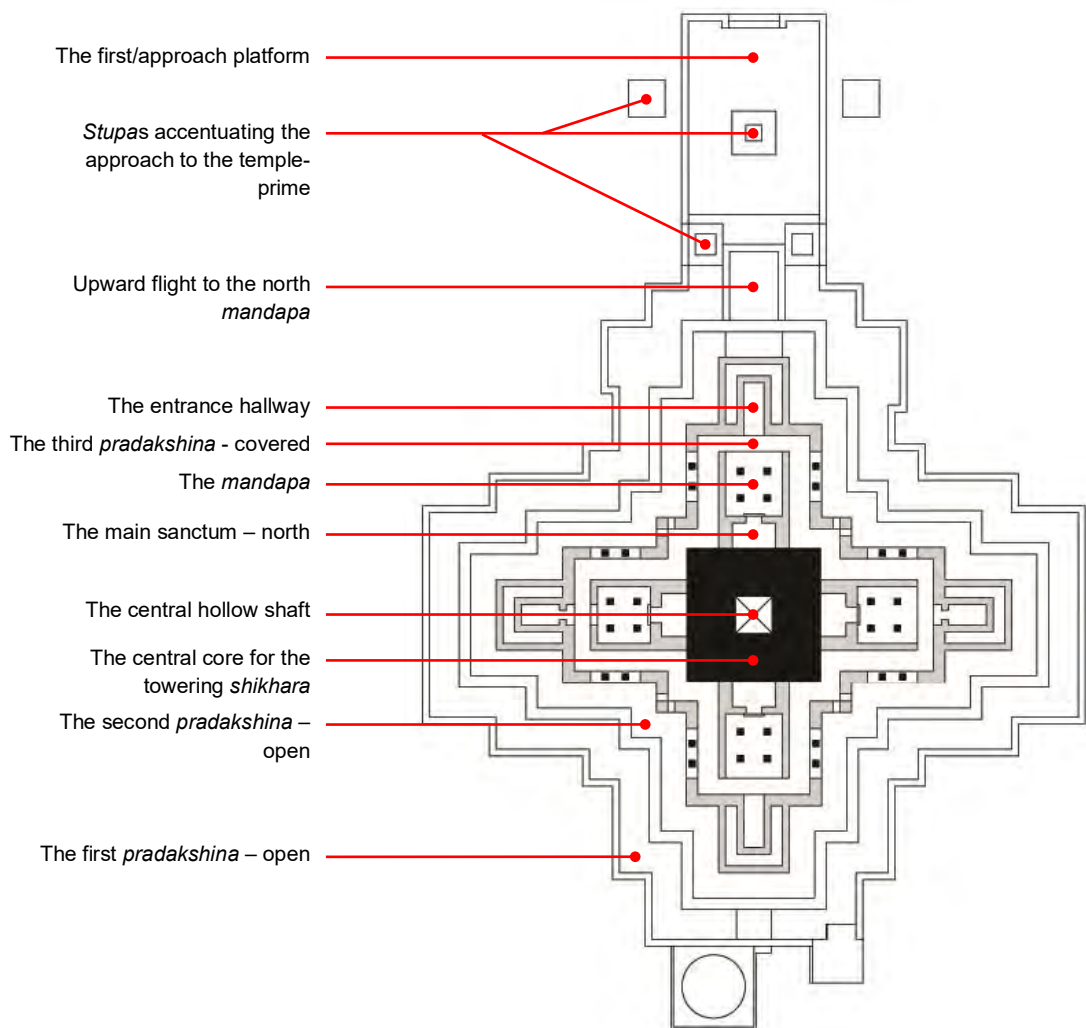 The first/approach platform
Stupas accentuating the
approach to the temple-
prime
Upward flight to the north
mandapa
The entrance hallway
The third pradakshina - covered
The mandapa
The main sanctum – north
The central hollow shaft
The central core for the
towering shikhara
The second pradakshina –
open
The first pradakshina – open